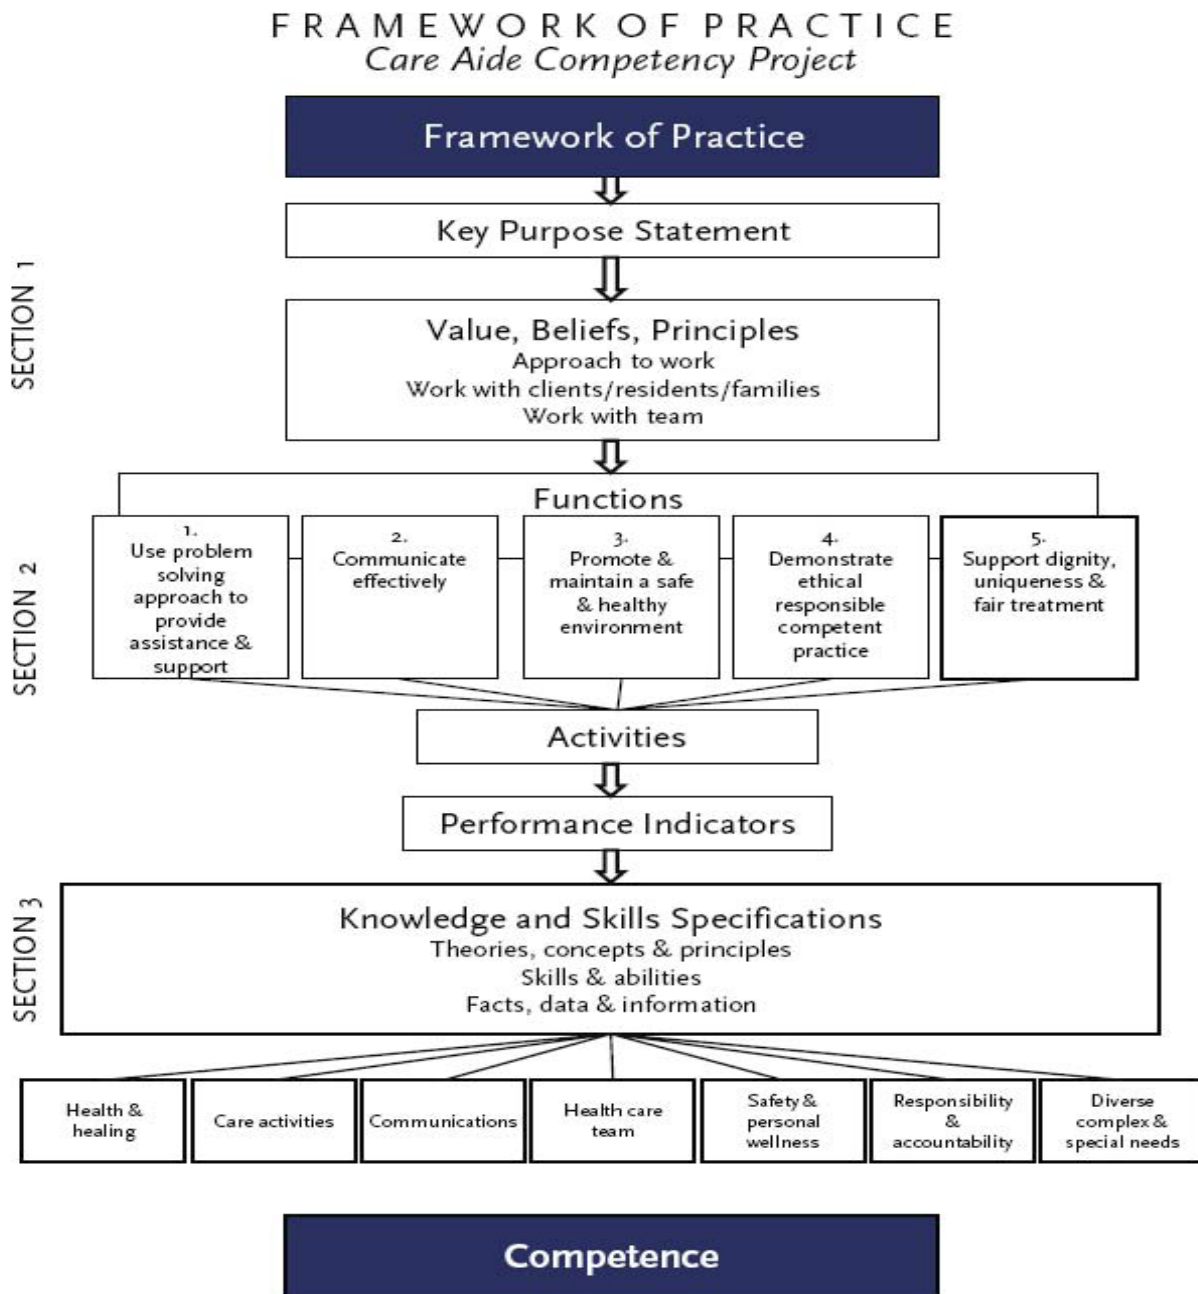 FRAMEWORK OF PRACTICE
Care Aide Competency Project
Framework of Practice
Key Purpose Statement
SECTION 1
Value, Beliefs, Principles
Approach to work
Work with clients/residents/families
Work with team
SECTION 2
Functions
1.
Use problem
solving
approach to
provide
assistance &
support
2.
Communicate
effectively
3.
Promote &
maintain a safe
& healthy
environment
4.
Demonstrate
ethical
responsible
competent
practice
5.
Support dignity,
uniqueness &
fair treatment
Activities
Performance Indicators
SECTION 3
Knowledge and Skills Specifications
Theories, concepts & principles
Skills & abilities
Facts, data & information
Health &
healing
Care activities
Communications
Health care
team
Safety &
personal
wellness
Responsibility
&
accountability
Diverse
complex &
special needs
Competence